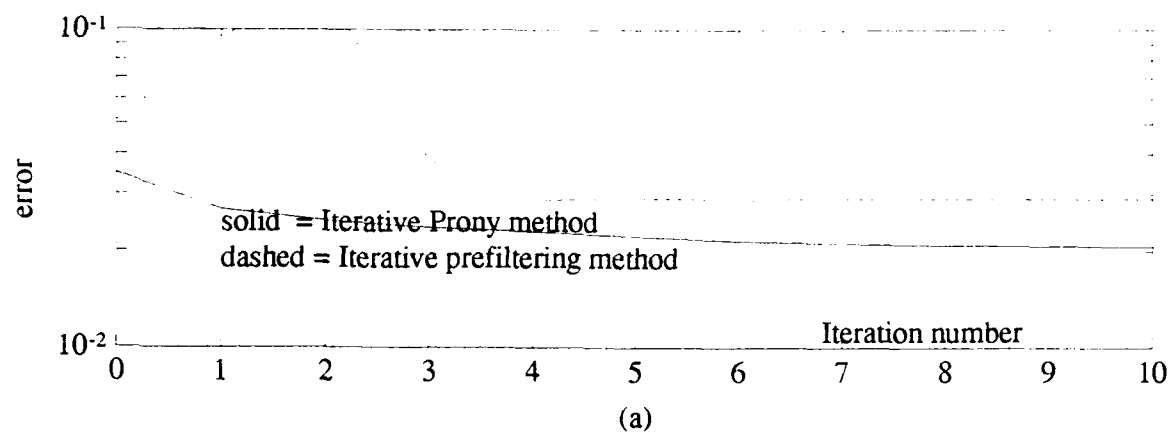 10⁻¹
error
solid = Iterative Prony method
dashed = Iterative prefiltering method
10⁻²
Iteration number
0 1 2 3 4 5 6 7 8 9 10
(a)